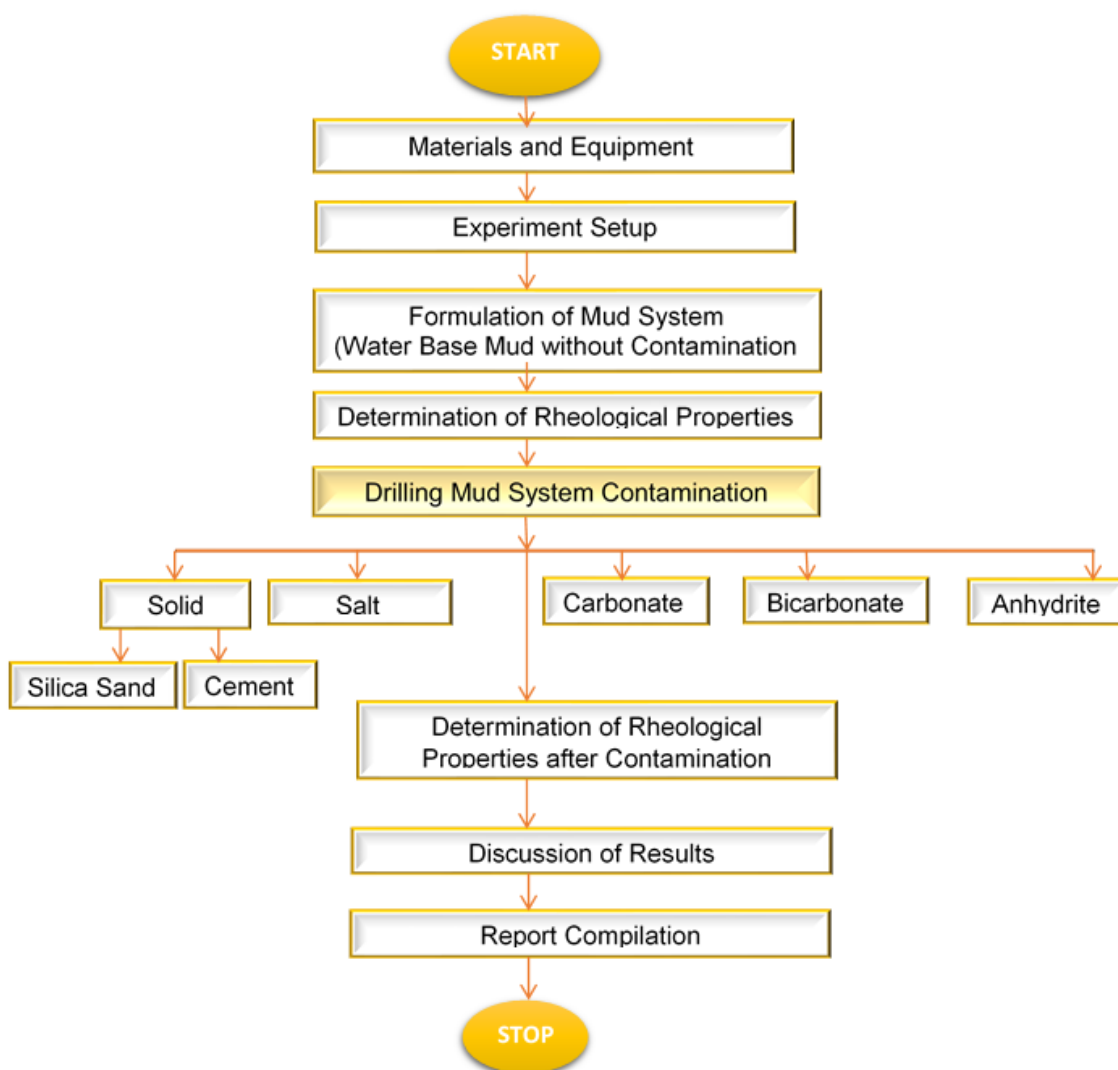 START
Materials and Equipment
Experiment Setup
Formulation of Mud System
(Water Base Mud without Contamination
Determination of Rheological Properties
Drilling Mud System Contamination
Solid
Salt
Carbonate
Bicarbonate
Anhydrite
Silica Sand
Cement
Determination of Rheological
Properties after Contamination
Discussion of Results
Report Compilation
STOP